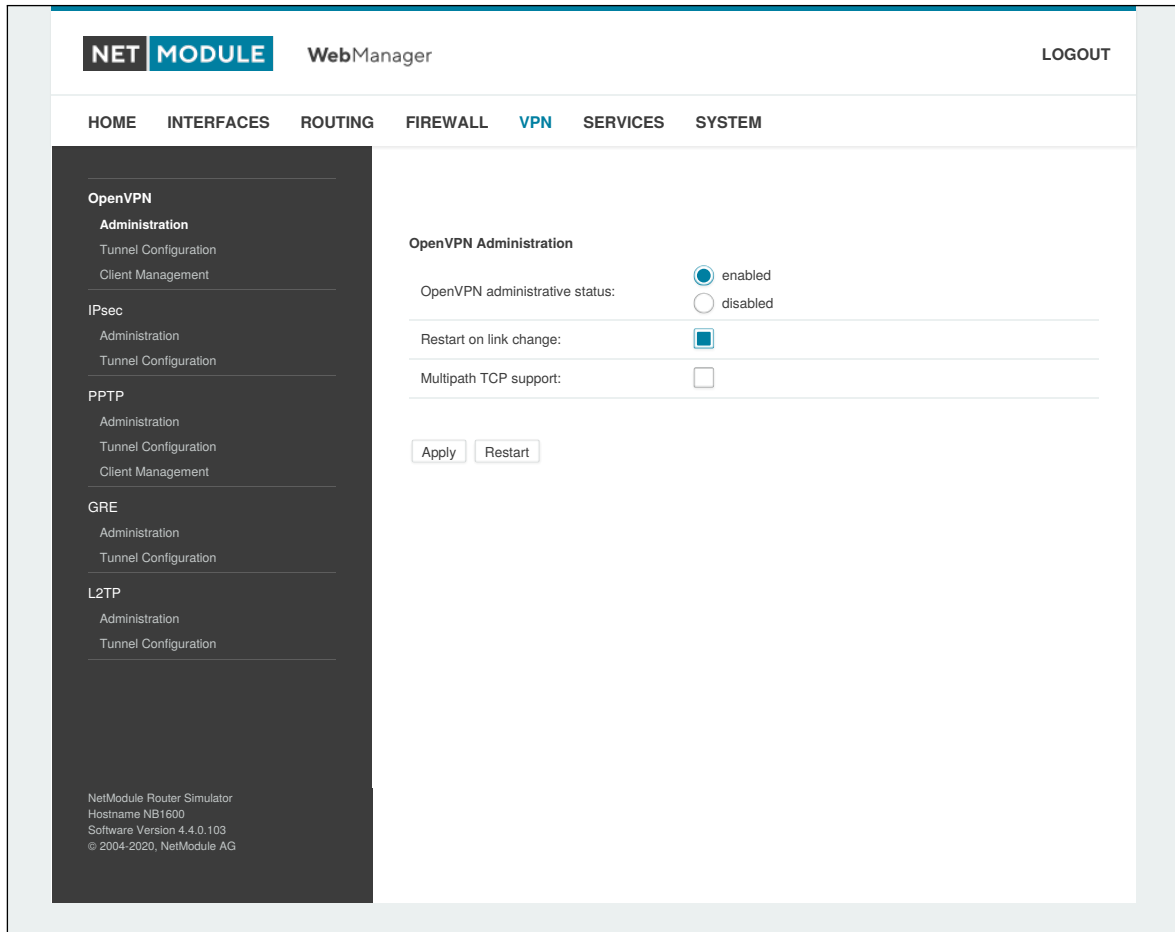 NET MODULE WebManager LOGOUT
HOME INTERFACES ROUTING FIREWALL VPN SERVICES SYSTEM
OpenVPN
Administration
Tunnel Configuration
Client Management
IPsec
Administration
Tunnel Configuration
PPTP
Administration
Tunnel Configuration
Client Management
GRE
Administration
Tunnel Configuration
L2TP
Administration
Tunnel Configuration
NetModule Router Simulator
Hostname NB1600
Software Version 4.4.0.103
© 2004-2020, NetModule AG
OpenVPN Administration
OpenVPN administrative status:
enabled
disabled
Restart on link change:
Multipath TCP support:
Apply Restart